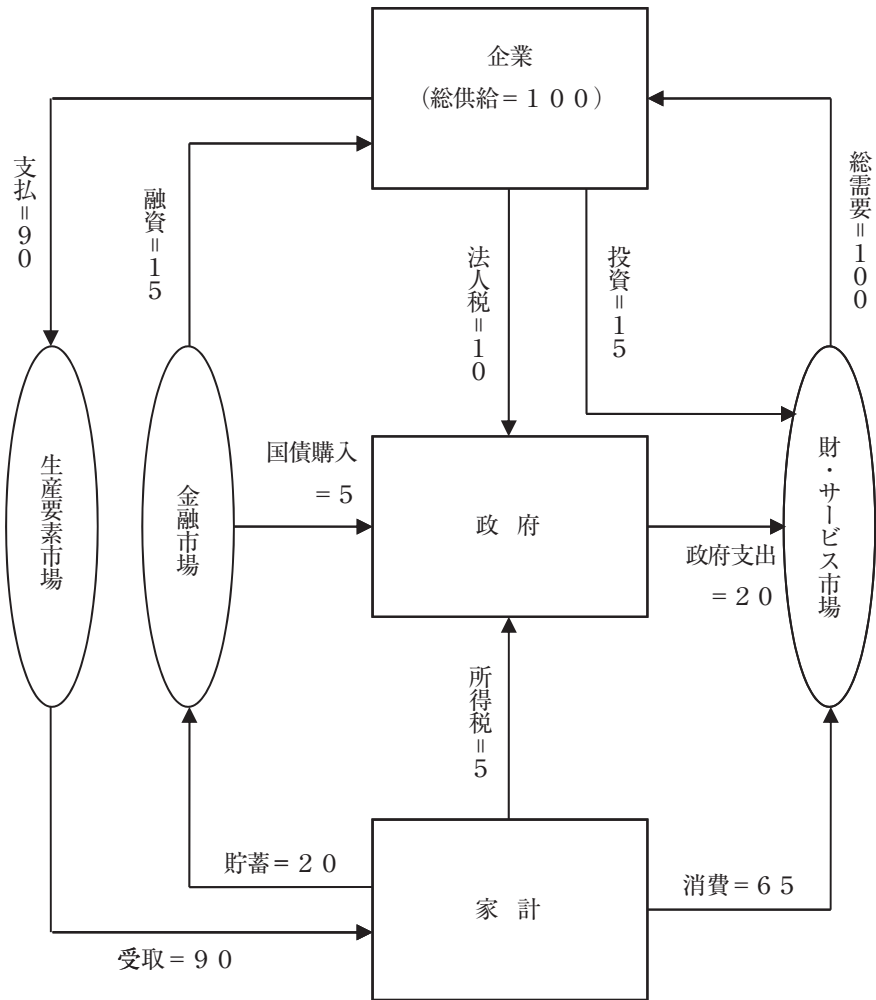 企業
(総供給＝１００)
支払＝９０
融資＝１５
法人税＝１０
投資＝１５
総需要＝１００
国債購入
＝５
生産要素市場
金融市場
政 府
政府支出
＝２０
財・サービス市場
所得税＝５
貯蓄＝２０
消費＝６５
家 計
受取＝９０